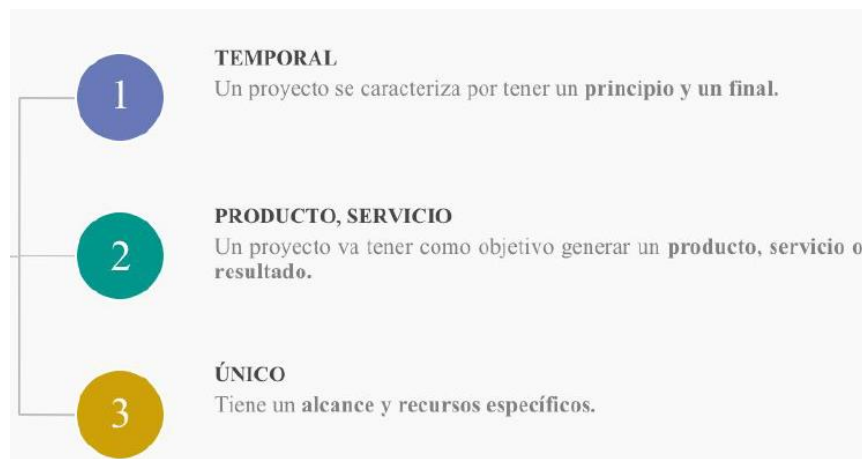 1
TEMPORAL
Un proyecto se caracteriza por tener un principio y un final.
2
PRODUCTO, SERVICIO
Un proyecto va tener como objetivo generar un producto, servicio o
resultado.
3
ÚNICO
Tiene un alcance y recursos específicos.